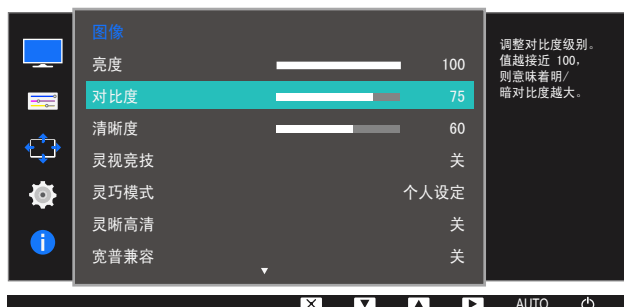 图像
亮度 100
对比度 75
清晰度 60
灵视竞技 关
灵巧模式 个人设定
灵晰高清 关
宽普兼容 关
调整对比度级别。
值越接近 100，
则意味着明/
暗对比度越大。
AUTO